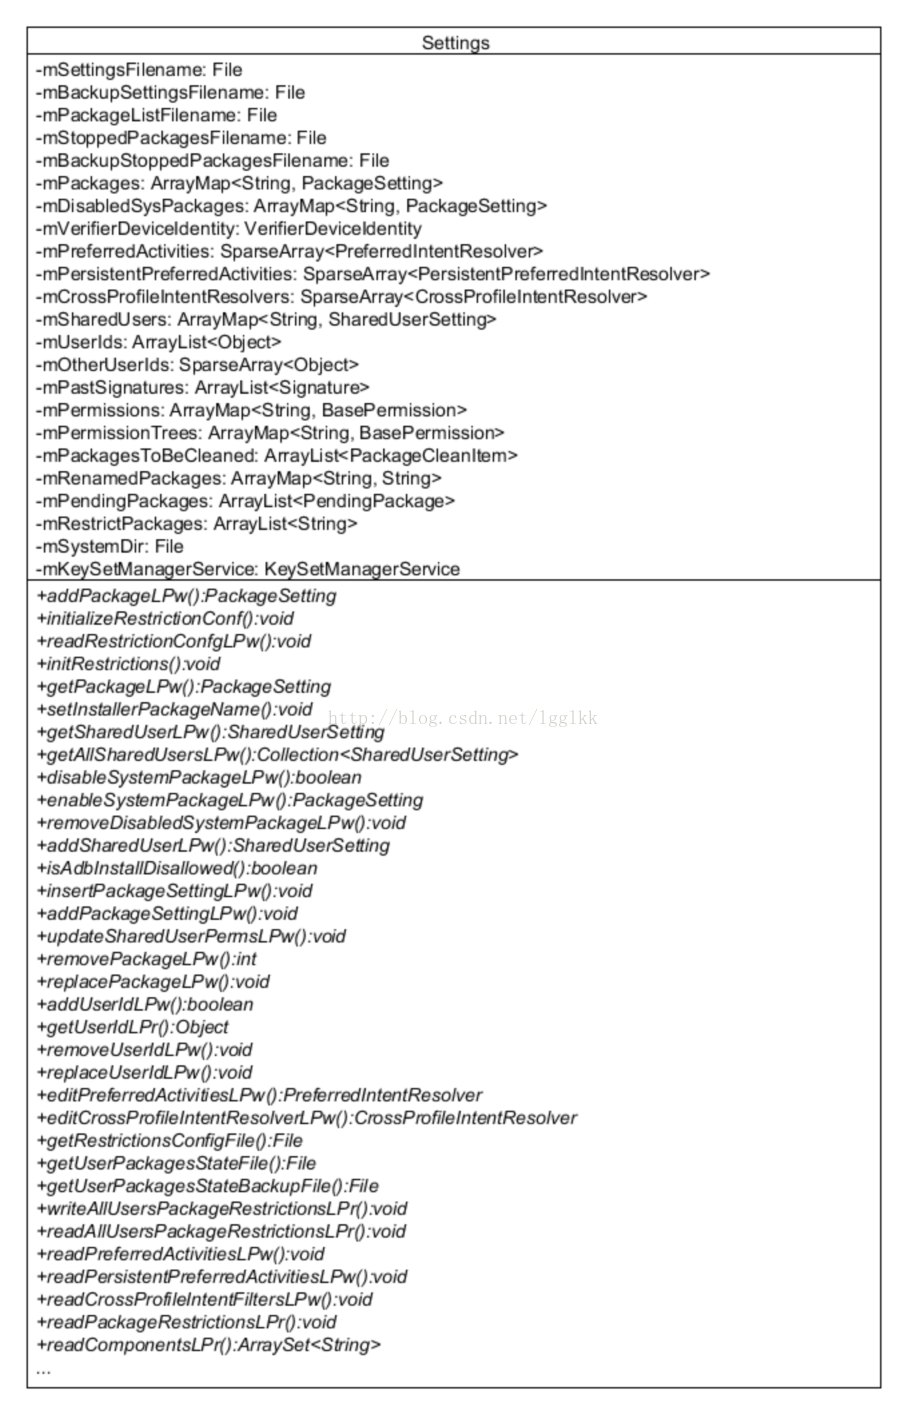 Settings
-mSettingsFilename: File
-mBackupSettingsFilename: File
-mPackageListFilename: File
-mStoppedPackagesFilename: File
-mBackupStoppedPackagesFilename: File
-mPackages: ArrayMap<String, PackageSetting>
-mDisabledSysPackages: ArrayMap<String, PackageSetting>
-mVerifierDeviceIdentity: VerifierDeviceIdentity
-mPreferredActivities: SparseArray<PreferredIntentResolver>
-mPersistentPreferredActivities: SparseArray<PersistentPreferredIntentResolver>
-mCrossProfileIntentResolvers: SparseArray<CrossProfileIntentResolver>
-mSharedUsers: ArrayMap<String, SharedUserSetting>
-mUserIds: ArrayList<Object>
-mOtherUserIds: SparseArray<Object>
-mPastSignatures: ArrayList<Signature>
-mPermissions: ArrayMap<String, BasePermission>
-mPermissionTrees: ArrayMap<String, BasePermission>
-mPackagesToBeCleaned: ArrayList<PackageCleanItem>
-mRenamedPackages: ArrayMap<String, String>
-mPendingPackages: ArrayList<PendingPackage>
-mRestrictPackages: ArrayList<String>
-mSystemDir: File
-mKeySetManagerService: KeySetManagerService
+addPackageLPw():PackageSetting
+initializeRestrictionConf():void
+readRestrictionConfgLPw():void
+initRestrictions():void
+getPackageLPw():PackageSetting
+setInstallerPackageName():void
http://blog.csdn.net/lgglkk
+getSharedUserLPw():SharedUserSetting
+getAllSharedUsersLPw():Collection<SharedUserSetting>
+disableSystemPackageLPw():boolean
+enableSystemPackageLPw():PackageSetting
+removeDisabledSystemPackageLPw():void
+addSharedUserLPw():SharedUserSetting
+isAdbInstallDisallowed():boolean
+insertPackageSettingLPw():void
+addPackageSettingLPw():void
+updateSharedUserPermsLPw():void
+removePackageLPw():int
+replacePackageLPw():void
+addUserIdLPw():boolean
+getUserIdLPr():Object
+removeUserIdLPw():void
+replaceUserIdLPw():void
+editPreferredActivitiesLPw():PreferredIntentResolver
+editCrossProfileIntentResolverLPw():CrossProfileIntentResolver
+getRestrictionsConfigFile():File
+getUserPackagesStateFile():File
+getUserPackagesStateBackupFile():File
+writeAllUsersPackageRestrictionsLPr():void
+readAllUsersPackageRestrictionsLPr():void
+readPreferredActivitiesLPw():void
+readPersistentPreferredActivitiesLPw():void
+readCrossProfileIntentFiltersLPw():void
+readPackageRestrictionsLPr():void
+readComponentsLPr():ArraySet<String>
...